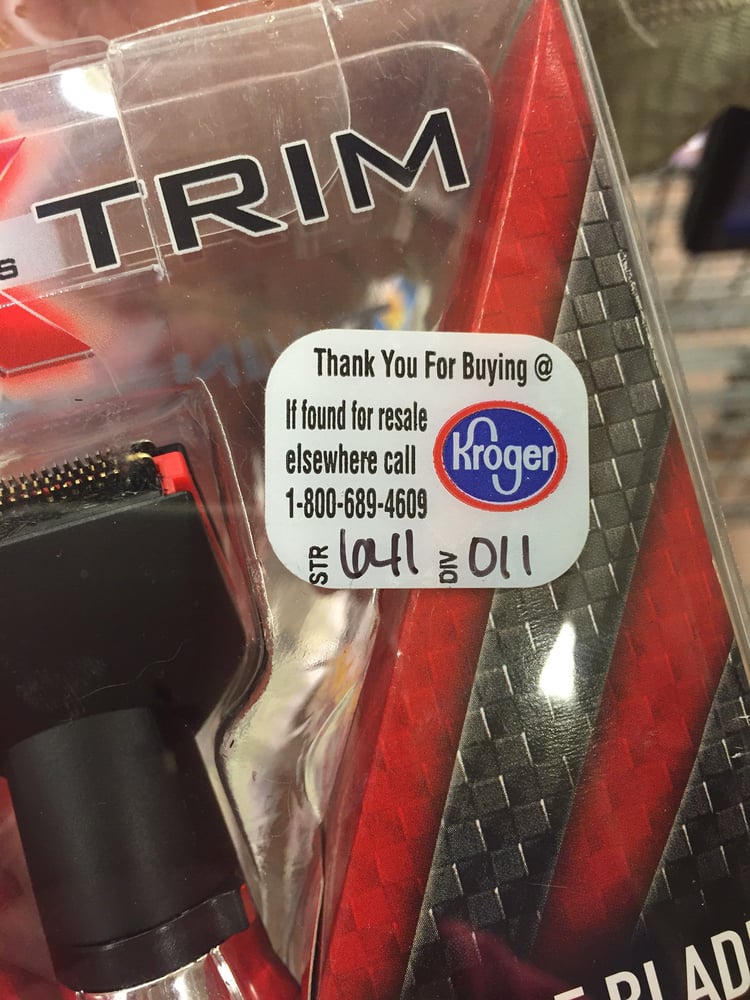 TRIM
Thank You For Buying @
If found for resale
elsewhere call
1-800-689-4609
Kroger
STR 641 DIV 011